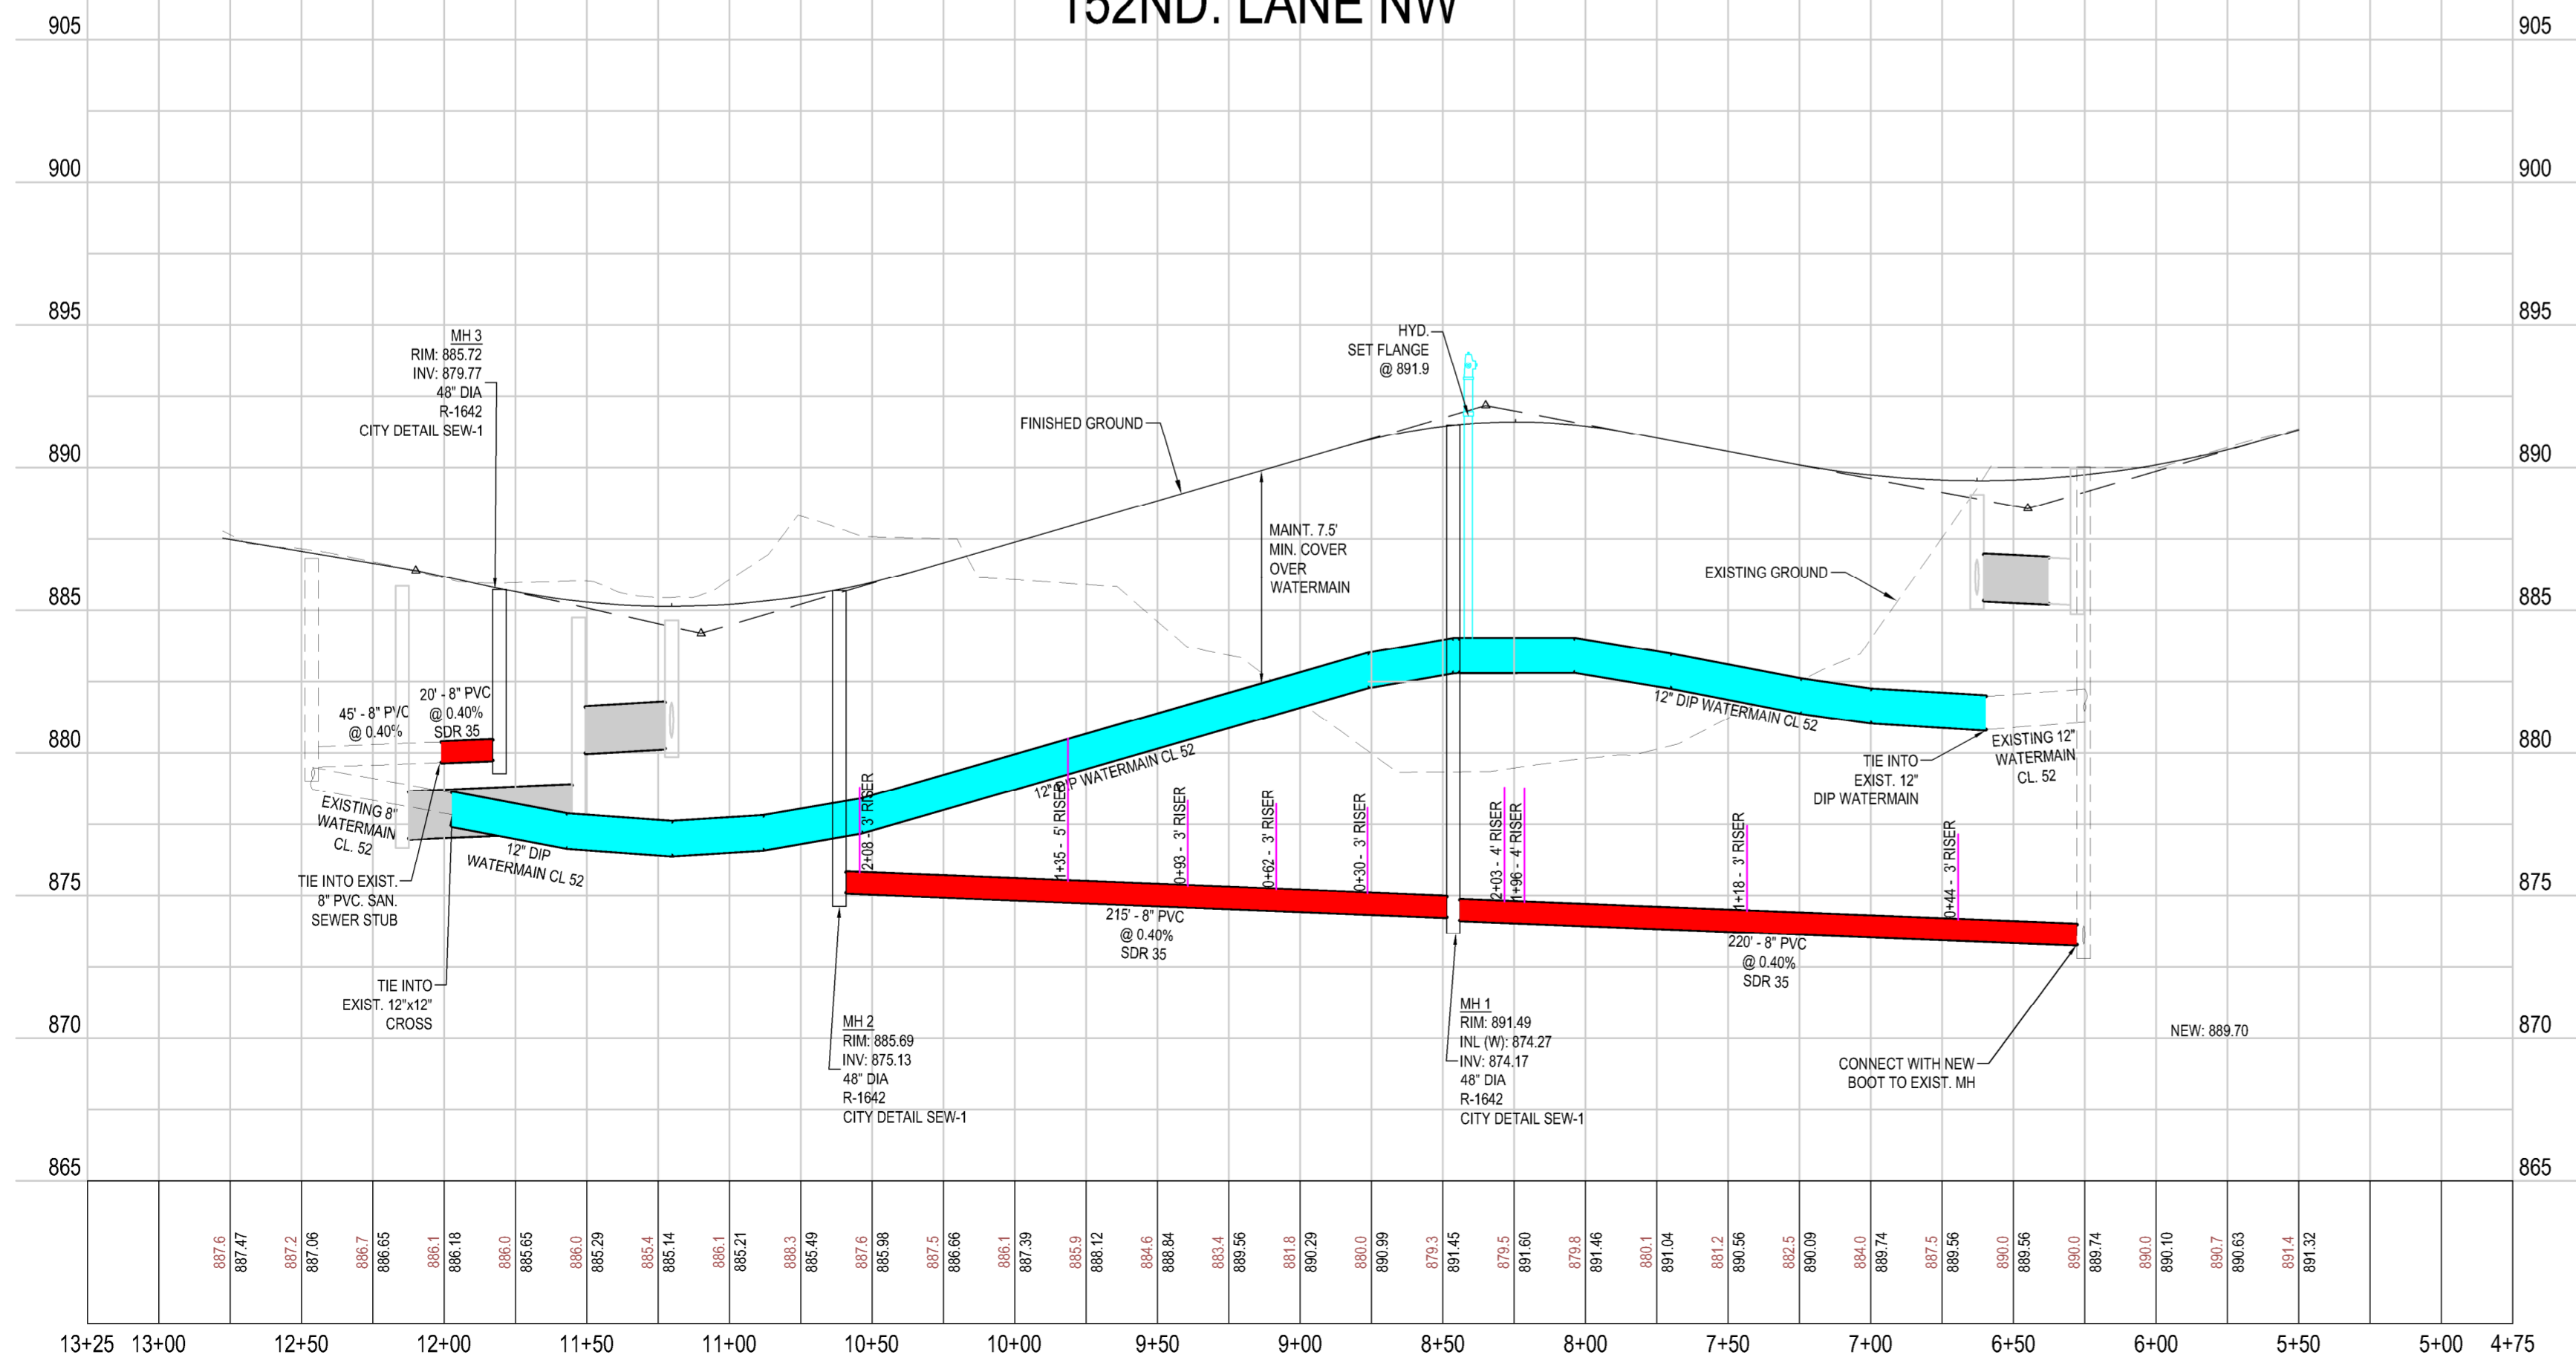 152ND. LANE NW
905
905
900
900
895
895
890
890
885
885
880
880
875
875
870
870
865
865
MH 3
RIM: 885.72
INV: 879.77
48" DIA
R-1642
CITY DETAIL SEW-1
HYD.
SET FLANGE
@ 891.9
FINISHED GROUND
MAINT. 7.5'
MIN. COVER
OVER
WATERMAIN
EXISTING GROUND
20' - 8" PVC
@ 0.40%
SDR 35
45' - 8" PVC
@ 0.40%
EXISTING 8"
WATERMAIN
CL. 52
12" DIP
WATERMAIN CL 52
12" DIP WATERMAIN CL 52
12" DIP WATERMAIN CL 52
TIE INTO
EXIST. 12"
DIP WATERMAIN
EXISTING 12"
WATERMAIN
CL. 52
TIE INTO EXIST.
8" PVC. SAN.
SEWER STUB
TIE INTO
EXIST. 12"x12"
CROSS
2+08 - 3' RISER
1+35 - 5' RISER
0+93 - 3' RISER
0+62 - 3' RISER
0+30 - 3' RISER
2+03 - 4' RISER
1+96 - 4' RISER
1+18 - 3' RISER
0+44 - 3' RISER
215' - 8" PVC
@ 0.40%
SDR 35
220' - 8" PVC
@ 0.40%
SDR 35
MH 2
RIM: 885.69
INV: 875.13
48" DIA
R-1642
CITY DETAIL SEW-1
MH 1
RIM: 891.49
INL (W): 874.27
INV: 874.17
48" DIA
R-1642
CITY DETAIL SEW-1
CONNECT WITH NEW
BOOT TO EXIST. MH
NEW: 889.70
887.6 887.47
887.2 887.06
886.7 886.65
886.1 886.18
886.0 885.65
886.0 885.29
885.4 885.14
886.1 885.21
888.3 885.49
887.6 885.98
887.5 886.66
886.1 887.39
885.9 888.12
884.6 888.84
883.4 889.56
881.8 890.29
880.0 890.99
879.3 891.45
879.5 891.60
879.8 891.46
880.1 891.04
881.2 890.56
882.5 890.09
884.0 889.74
887.5 889.56
890.0 889.56
890.0 889.74
890.0 890.10
890.7 890.63
891.4 891.32
13+25 13+00 12+50 12+00 11+50 11+00 10+50 10+00 9+50 9+00 8+50 8+00 7+50 7+00 6+50 6+00 5+50 5+00 4+75